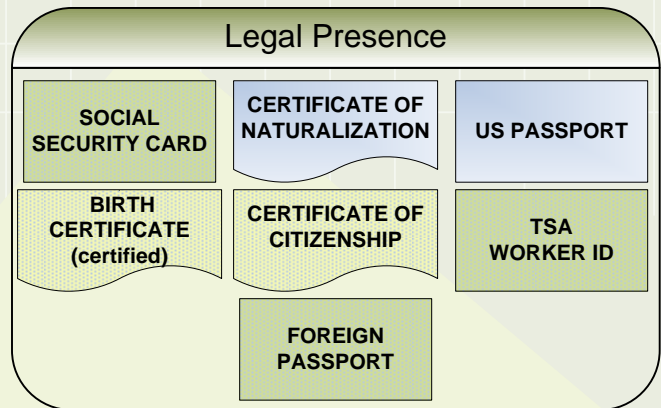 Legal Presence
SOCIAL
SECURITY CARD
CERTIFICATE OF
NATURALIZATION
US PASSPORT
BIRTH
CERTIFICATE
(certified)
CERTIFICATE OF
CITIZENSHIP
TSA
WORKER ID
FOREIGN
PASSPORT